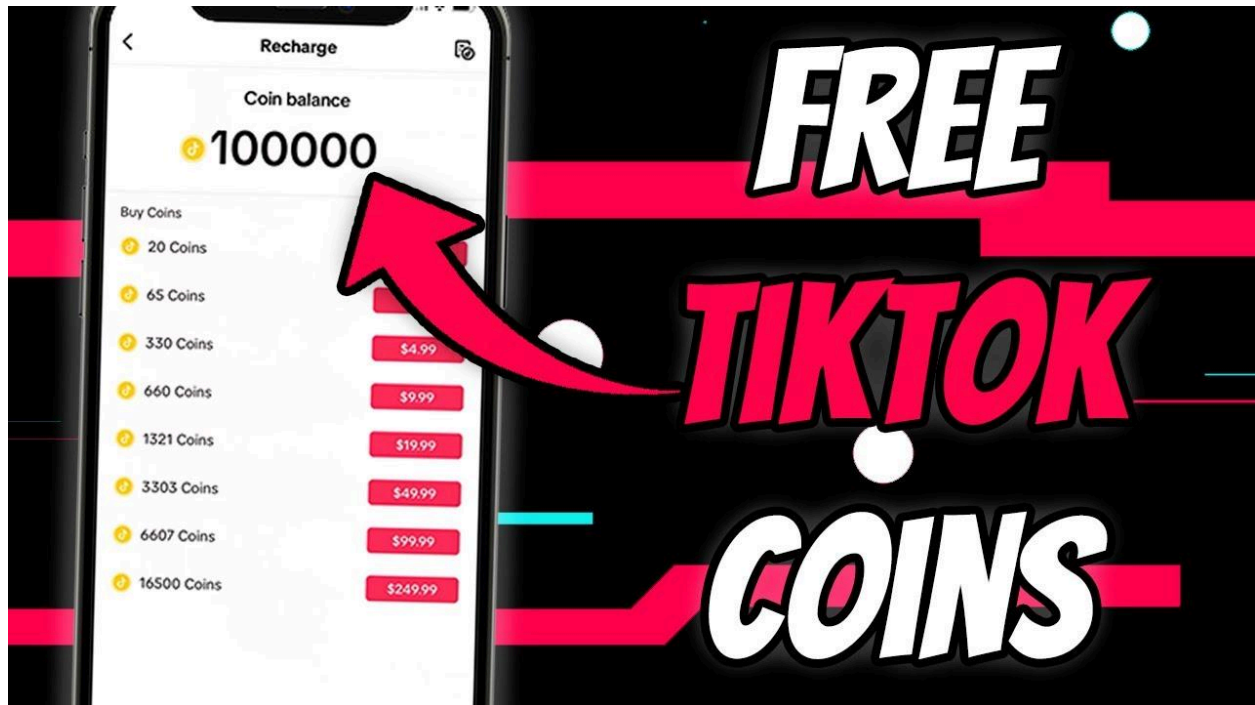 Recharge
Coin balance
100000
Buy Coins
20 Coins
65 Coins
330 Coins
$4.99
660 Coins
$9.99
1321 Coins
$19.99
3303 Coins
$49.99
6607 Coins
$99.99
16500 Coins
$249.99
FREE
TIKTOK
COINS